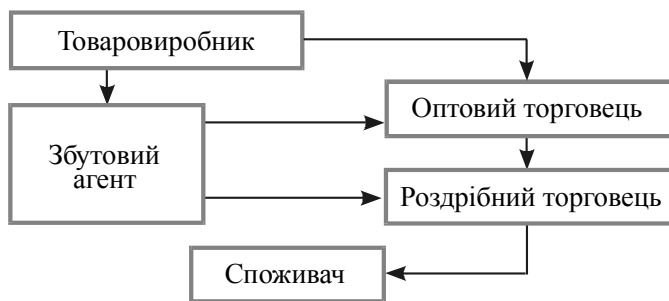 Товаровиробник
Оптовий торговець
Збутовий
агент
Роздрібний торговець
Споживач